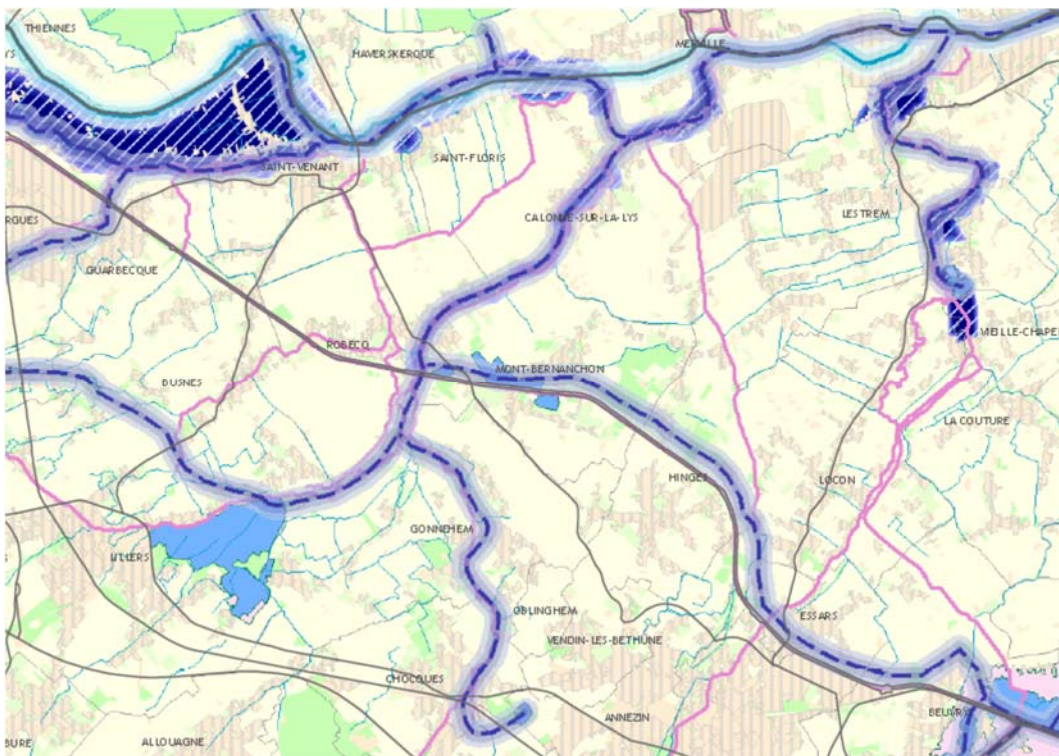 THIENNES
HAVERSKERQUE
SAINT-VENANT
SAINT-FLORIS
CALONNE-SUR-LA-LYS
LESTREM
GUARBECQUE
ROBECQ
MONT-BERNANCHON
BUSNES
LA COUTURE
HINGES
LOCON
GONNEHEM
LILLERS
OBLINGHEM
ESSARS
VENDIN-LES-BETHUNE
CHOCQUES
ANNEZIN
BEUVRY
ALLOUAGNE